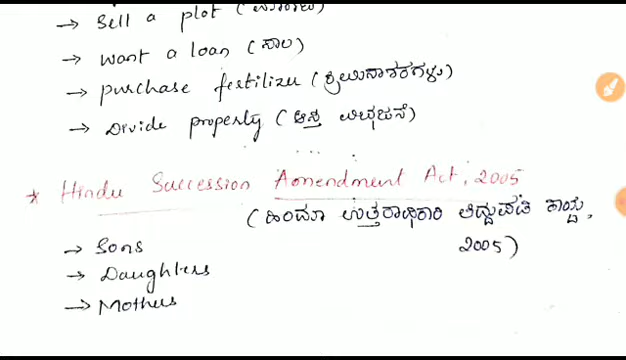 → Sell a plot (ಮಾರಾಟ)
→ Want a loan (ಸಾಲ)
→ purchase fertilizer (
→ Divide property (ಆಸ್ತಿ ವಿಭಜನೆ)
...
* Hindu Succession Amendment Act, 2005
(ಹಿಂದೂ ಉತ್ತರಾಧಿಕಾರಿ ತಿದ್ದುಪಡಿ ಕಾಯ್ದೆ,
2005)
→ Sons
→ Daughters
→ Mothers